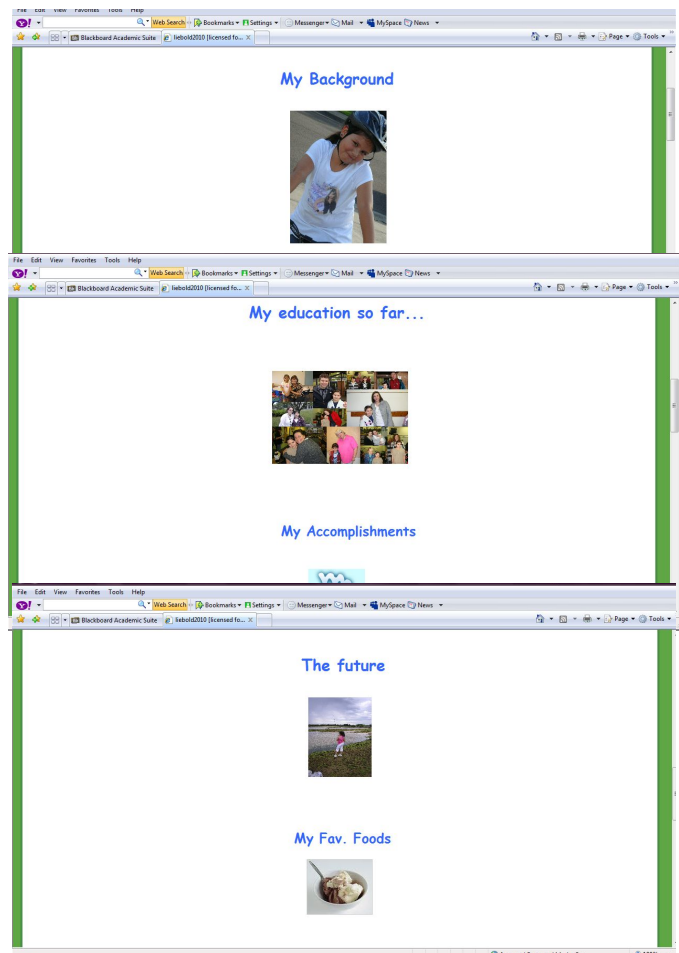 File Edit View Favorites Tools Help
Y! Web Search Bookmarks Settings Messenger Mail MySpace News
Blackboard Academic Suite liebold2010 [licensed fo... X Page Tools
My Background
File Edit View Favorites Tools Help
Y! Web Search Bookmarks Settings Messenger Mail MySpace News
Blackboard Academic Suite liebold2010 [licensed fo... X Page Tools
My education so far...
My Accomplishments
File Edit View Favorites Tools Help
Y! Web Search Bookmarks Settings Messenger Mail MySpace News
Blackboard Academic Suite liebold2010 [licensed fo... X Page Tools
The future
My Fav. Foods